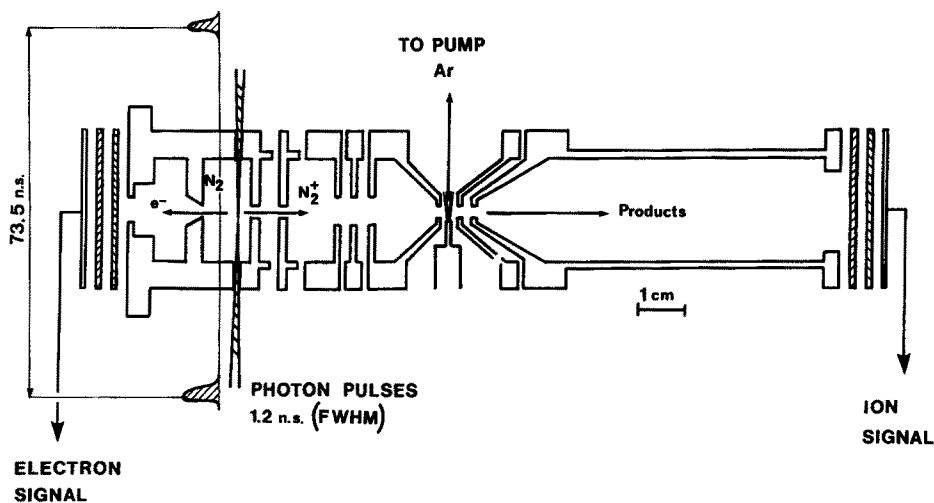 TO PUMP
Ar
73.5 n.s.
N₂
e⁻
N₂⁺
Products
1 cm
PHOTON PULSES
1.2 n.s. (FWHM)
ELECTRON
SIGNAL
ION
SIGNAL